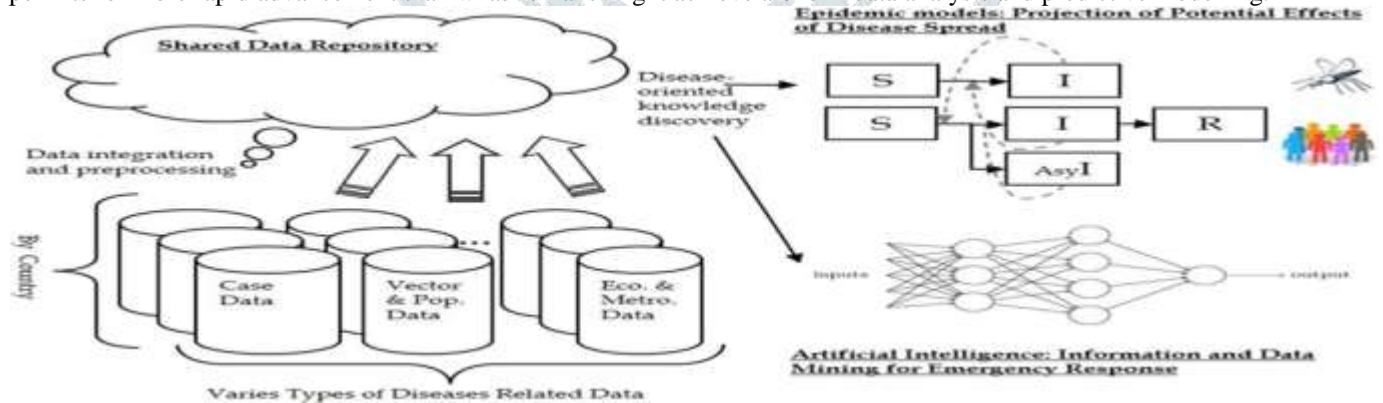 Shared Data Repository
Data integration
and preprocessing
By Country
Case
Data
Vector
& Pop.
Data
...
Eco. &
Metro.
Data
Varies Types of Diseases Related Data
Disease-
oriented
knowledge
discovery
Epidemic models: Projection of Potential Effects
of Disease Spread
S
I
S
I
R
AsyI
inputs
output
Artificial Intelligence: Information and Data
Mining for Emergency Response